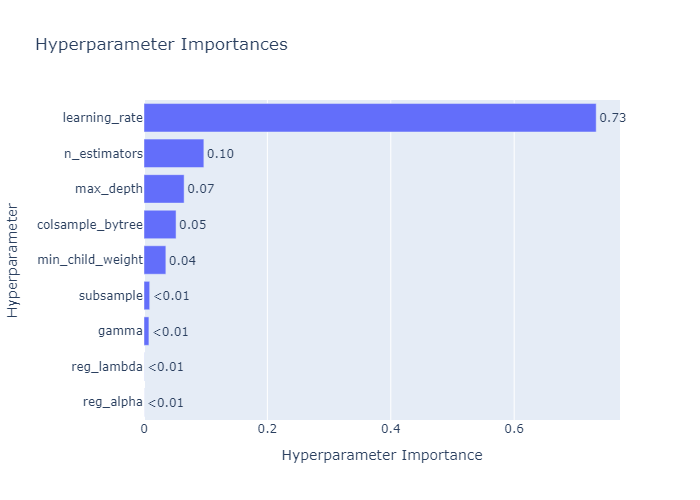 Hyperparameter Importances
Hyperparameter
learning_rate 0.73
n_estimators 0.10
max_depth 0.07
colsample_bytree 0.05
min_child_weight 0.04
subsample <0.01
gamma <0.01
reg_lambda <0.01
reg_alpha <0.01
0 0.2 0.4 0.6
Hyperparameter Importance